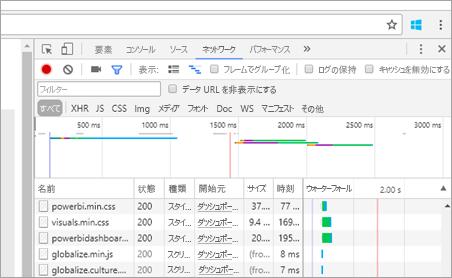 要素 コンソール ソース ネットワーク パフォーマンス »
表示: フレームでグループ化 ログの保持 キャッシュを無効にする
フィルター データ URL を非表示にする
すべて XHR JS CSS Img メディア フォント Doc WS マニフェスト その他
500 ms 1000 ms 1500 ms 2000 ms 2500 ms 3000 ms
名前 状態 種類 開始元 サイズ 時刻 ウォーターフォール 2.00 s
powerbi.min.css 200 スタイ... ダッシュボー... 37.... 77 ...
visuals.min.css 200 スタイ... ダッシュボー... 9.4 ... 169...
powerbidashboar... 200 スタイ... ダッシュボー... 20.... 195...
globalize.min.js 200 スクリ... ダッシュボー... (fro... 8 ms
globalize.culture... 200 スクリ... ダッシュボー... (fro... 7 ms